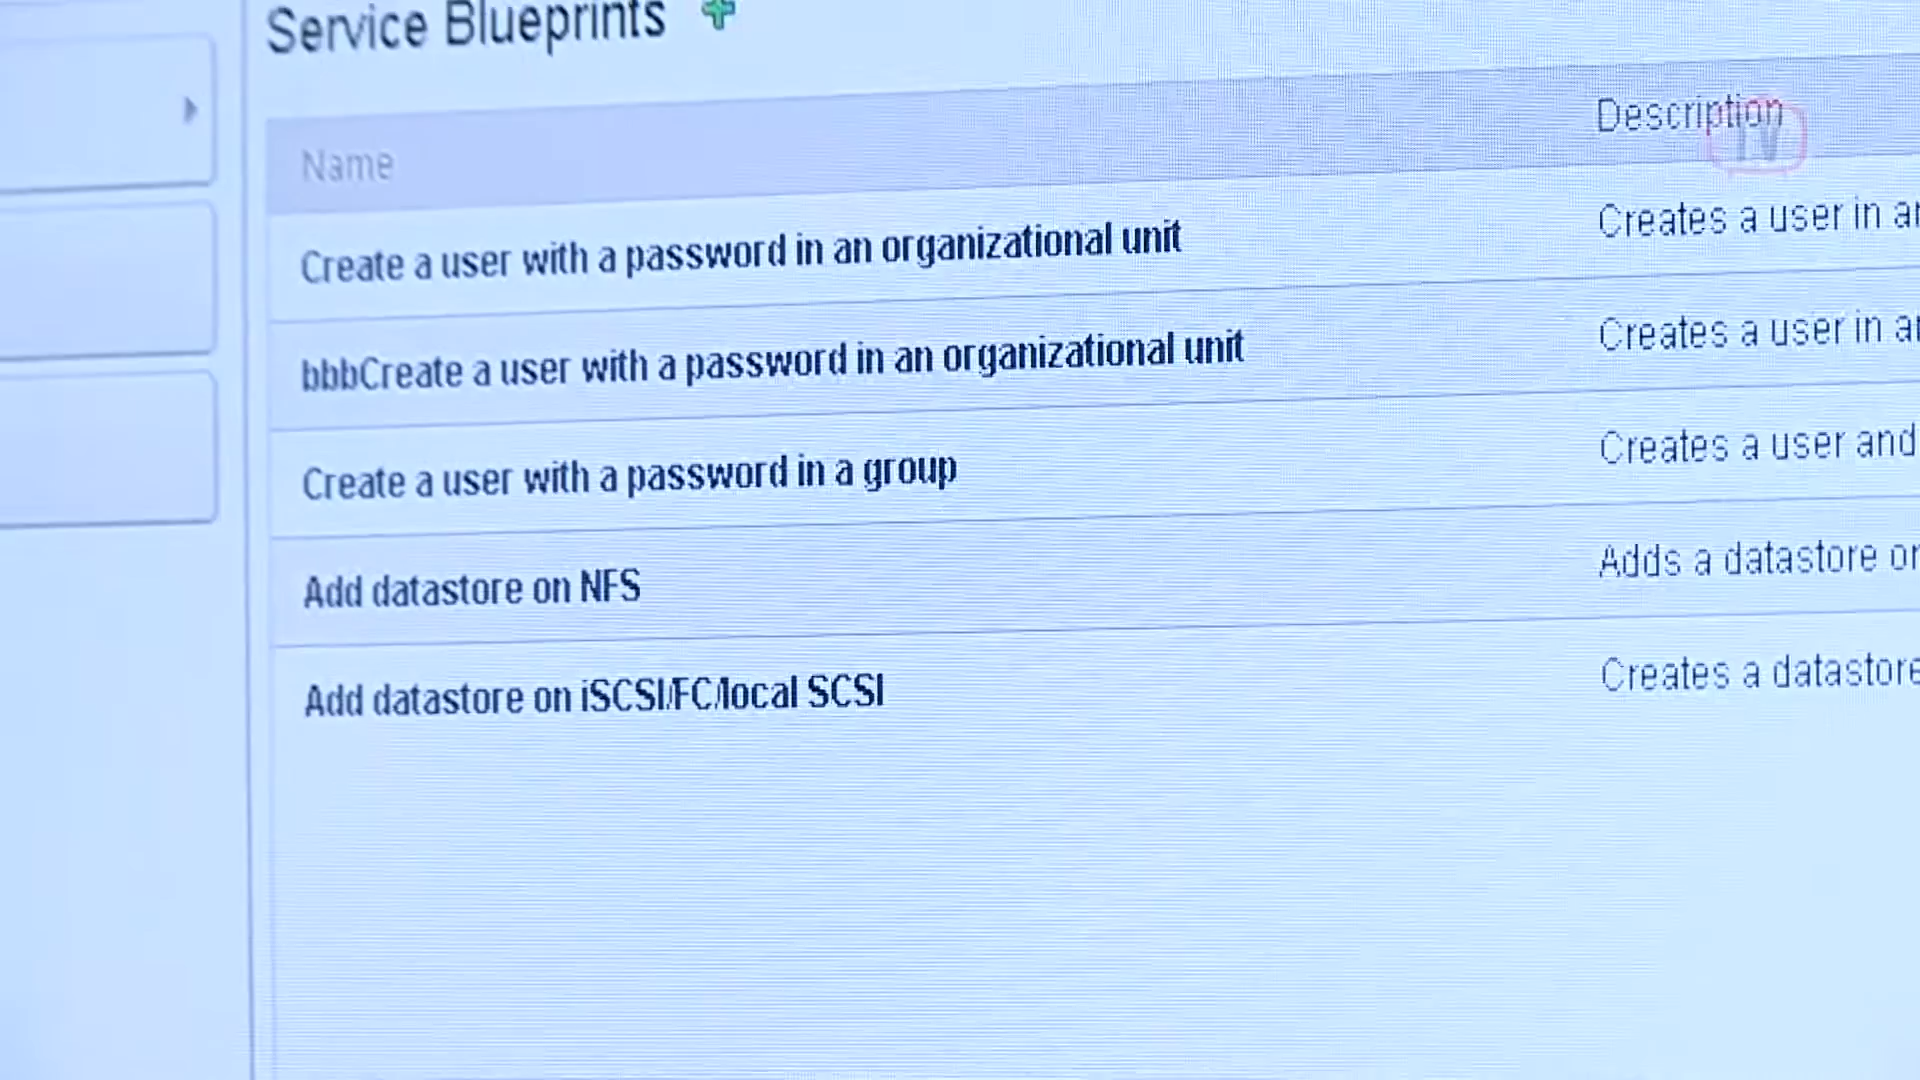 Service Blueprints
Name Description
Create a user with a password in an organizational unit Creates a user in
bbbCreate a user with a password in an organizational unit Creates a user in
Create a user with a password in a group Creates a user and
Add datastore on NFS Adds a datastore
Add datastore on iSCSI/FC/local SCSI Creates a datastore
TV